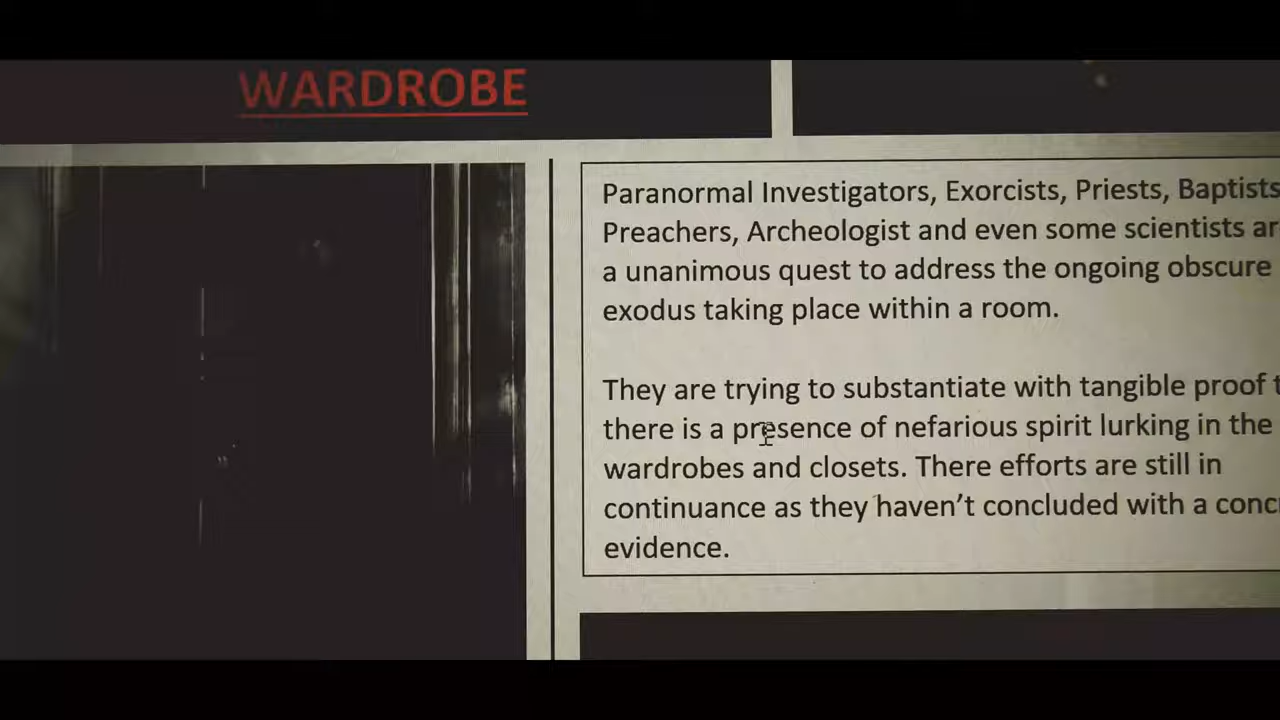 WARDROBE
Paranormal Investigators, Exorcists, Priests, Baptists
Preachers, Archeologist and even some scientists
a unanimous quest to address the ongoing obscure
exodus taking place within a room.
They are trying to substantiate with tangible proof
there is a presence of nefarious spirit lurking in the
wardrobes and closets. There efforts are still in
continuance as they haven't concluded with a
evidence.